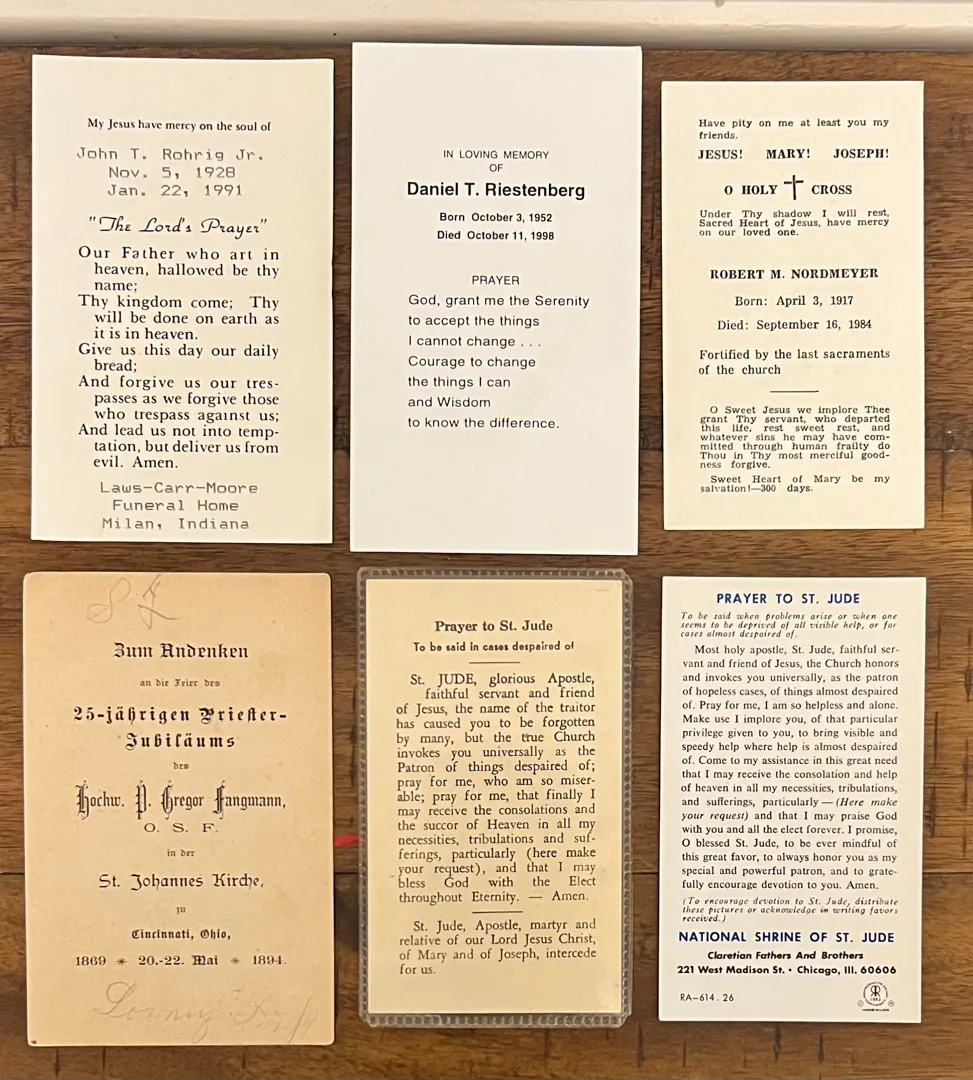 My Jesus have mercy on the soul of
John T. Rohrig Jr.
Nov. 5, 1928
Jan. 22, 1991
"The Lord's Prayer"
Our Father who art in
heaven, hallowed be thy
name;
Thy kingdom come; Thy
will be done on earth as
it is in heaven.
Give us this day our daily
bread;
And forgive us our tres-
passes as we forgive those
who trespass against us;
And lead us not into temp-
tation, but deliver us from
evil. Amen.
Laws-Carr-Moore
Funeral Home
Milan, Indiana
IN LOVING MEMORY
OF
Daniel T. Riestenberg
Born October 3, 1952
Died October 11, 1998
PRAYER
God, grant me the Serenity
to accept the things
I cannot change . . .
Courage to change
the things I can
and Wisdom
to know the difference.
Have pity on me at least you my
friends.
JESUS! MARY! JOSEPH!
O HOLY CROSS
Under Thy shadow I will rest,
Sacred Heart of Jesus, have mercy
on our loved one.
ROBERT M. NORDMEYER
Born: April 3, 1917
Died: September 16, 1984
Fortified by the last sacraments
of the church
O Sweet Jesus we implore Thee
grant Thy servant, who departed
this life, rest sweet rest, and
whatever sins he may have com-
mitted through human frailty do
Thou in Thy most merciful good-
ness forgive.
Sweet Heart of Mary be my
salvation!—300 days.
Zum Andenken
an die Feier des
25-jährigen Priester-
Jubiläums
des
Hochw. P. Gregor Fangmann,
O. S. F.
in der
St. Johannes Kirche,
zu
Cincinnati, Ohio,
1869 * 20.-22. Mai * 1894.
Prayer to St. Jude
To be said in cases despaired of
St. JUDE, glorious Apostle,
faithful servant and friend
of Jesus, the name of the traitor
has caused you to be forgotten
by many, but the true Church
invokes you universally as the
Patron of things despaired of;
pray for me, who am so miser-
able; pray for me, that finally I
may receive the consolations and
the succor of Heaven in all my
necessities, tribulations and suf-
ferings, particularly (here make
your request), and that I may
bless God with the Elect
throughout Eternity. — Amen.
St. Jude, Apostle, martyr and
relative of our Lord Jesus Christ,
of Mary and of Joseph, intercede
for us.
PRAYER TO ST. JUDE
To be said when problems arise or when one
seems to be deprived of all visible help, or for
cases almost despaired of.
Most holy apostle, St. Jude, faithful ser-
vant and friend of Jesus, the Church honors
and invokes you universally, as the patron
of hopeless cases, of things almost despaired
of. Pray for me, I am so helpless and alone.
Make use I implore you, of that particular
privilege given to you, to bring visible and
speedy help where help is almost despaired
of. Come to my assistance in this great need
that I may receive the consolation and help
of heaven in all my necessities, tribulations,
and sufferings, particularly — (Here make
your request) and that I may praise God
with you and all the elect forever. I promise,
O blessed St. Jude, to be ever mindful of
this great favor, to always honor you as my
special and powerful patron, and to grate-
fully encourage devotion to you. Amen.
(To encourage devotion to St. Jude, distribute
these pictures or acknowledge in writing favors
received.)
NATIONAL SHRINE OF ST. JUDE
Claretian Fathers And Brothers
221 West Madison St. • Chicago, Ill. 60606
RA-614.26